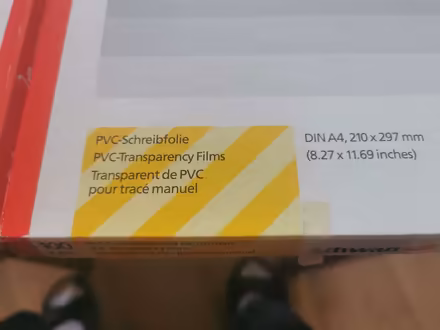 PVC-Schreibfolie
PVC-Transparency Films
Transparent de PVC
pour tracé manuel
DIN A4, 210 x 297 mm
(8.27 x 11.69 inches)
100